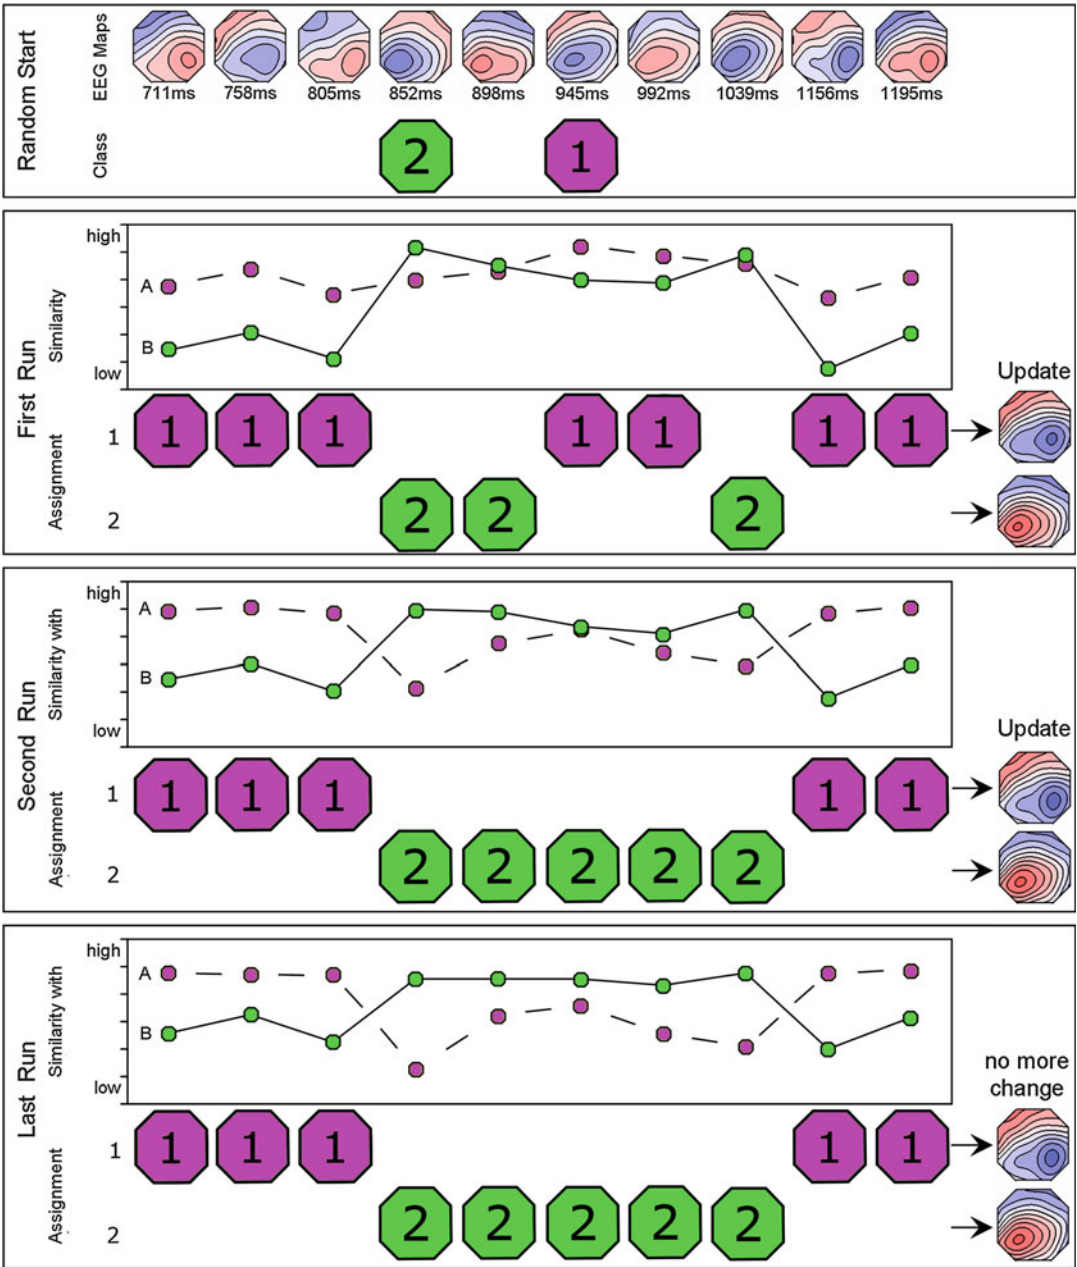 Random Start
EEG Maps
711ms 758ms 805ms 852ms 898ms 945ms 992ms 1039ms 1156ms 1195ms
Class
2 1
First Run
Similarity
high
A
B
low
Update
Assignment
1 1 1 1 1 1 1 1
2 2 2 2
Second Run
Similarity with
high
A
B
low
Update
Assignment
1 1 1 1 1 1
2 2 2 2 2 2
Last Run
Similarity with
high
A
B
low
no more
change
Assignment
1 1 1 1 1 1
2 2 2 2 2 2